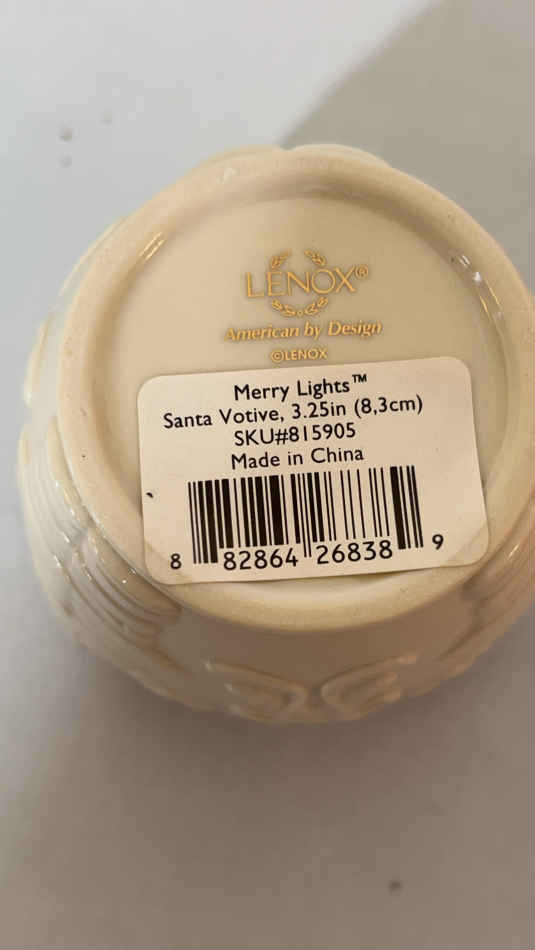 LENOX®
American by Design
©LENOX
Merry Lights™
Santa Votive, 3.25in (8,3cm)
SKU#815905
Made in China
8 82864 26838 9